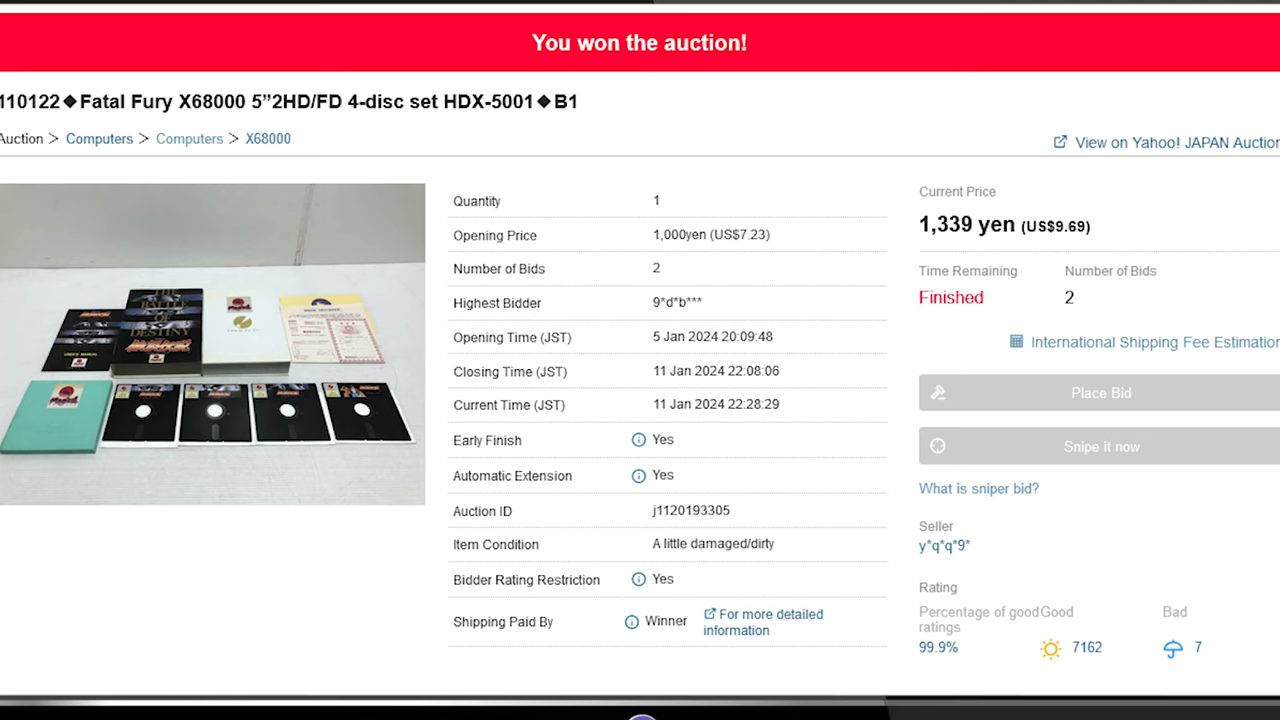 You won the auction!
110122◆Fatal Fury X68000 5”2HD/FD 4-disc set HDX-5001◆B1
Auction > Computers > Computers > X68000
View on Yahoo! JAPAN Auction
THE
BATTLE
OF
DESTINY
USER'S MANUAL
Quantity 1
Opening Price 1,000yen (US$7.23)
Number of Bids 2
Highest Bidder 9*d*b***
Opening Time (JST) 5 Jan 2024 20:09:48
Closing Time (JST) 11 Jan 2024 22:08:06
Current Time (JST) 11 Jan 2024 22:28:29
Early Finish Yes
Automatic Extension Yes
Auction ID j1120193305
Item Condition A little damaged/dirty
Bidder Rating Restriction Yes
Shipping Paid By Winner For more detailed
information
Current Price
1,339 yen (US$9.69)
Time Remaining Number of Bids
Finished 2
International Shipping Fee Estimation
Place Bid
Snipe it now
What is sniper bid?
Seller
y*q*q*9*
Rating
Percentage of good Good Bad
ratings
99.9% 7162 7